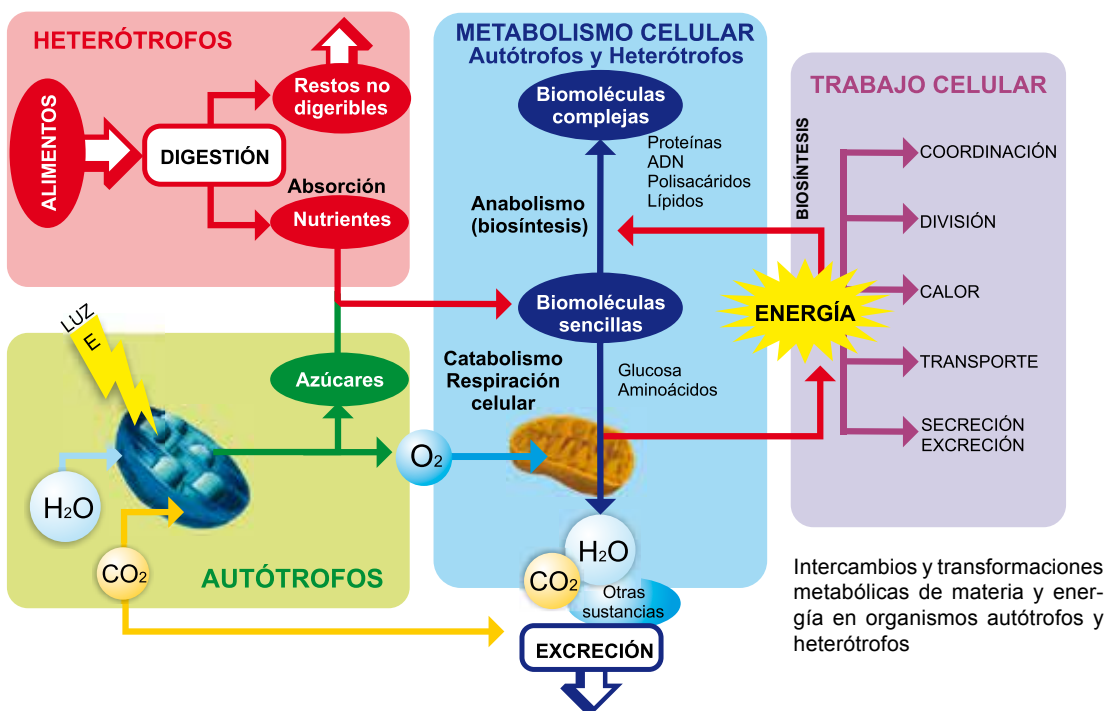 HETERÓTROFOS
ALIMENTOS
DIGESTIÓN
Restos no
digeribles
Absorción
Nutrientes
LUZ
E
Azúcares
H₂O
CO₂
O₂
AUTÓTROFOS
METABOLISMO CELULAR
Autótrofos y Heterótrofos
Biomoléculas
complejas
Proteínas
ADN
Polisacáridos
Lípidos
Anabolismo
(biosíntesis)
Biomoléculas
sencillas
Catabolismo
Respiración
celular
Glucosa
Aminoácidos
H₂O
CO₂
Otras
sustancias
EXCRECIÓN
TRABAJO CELULAR
BIOSÍNTESIS
ENERGÍA
COORDINACIÓN
DIVISIÓN
CALOR
TRANSPORTE
SECRECIÓN
EXCRECIÓN
Intercambios y transformaciones
metabólicas de materia y ener-
gía en organismos autótrofos y
heterótrofos